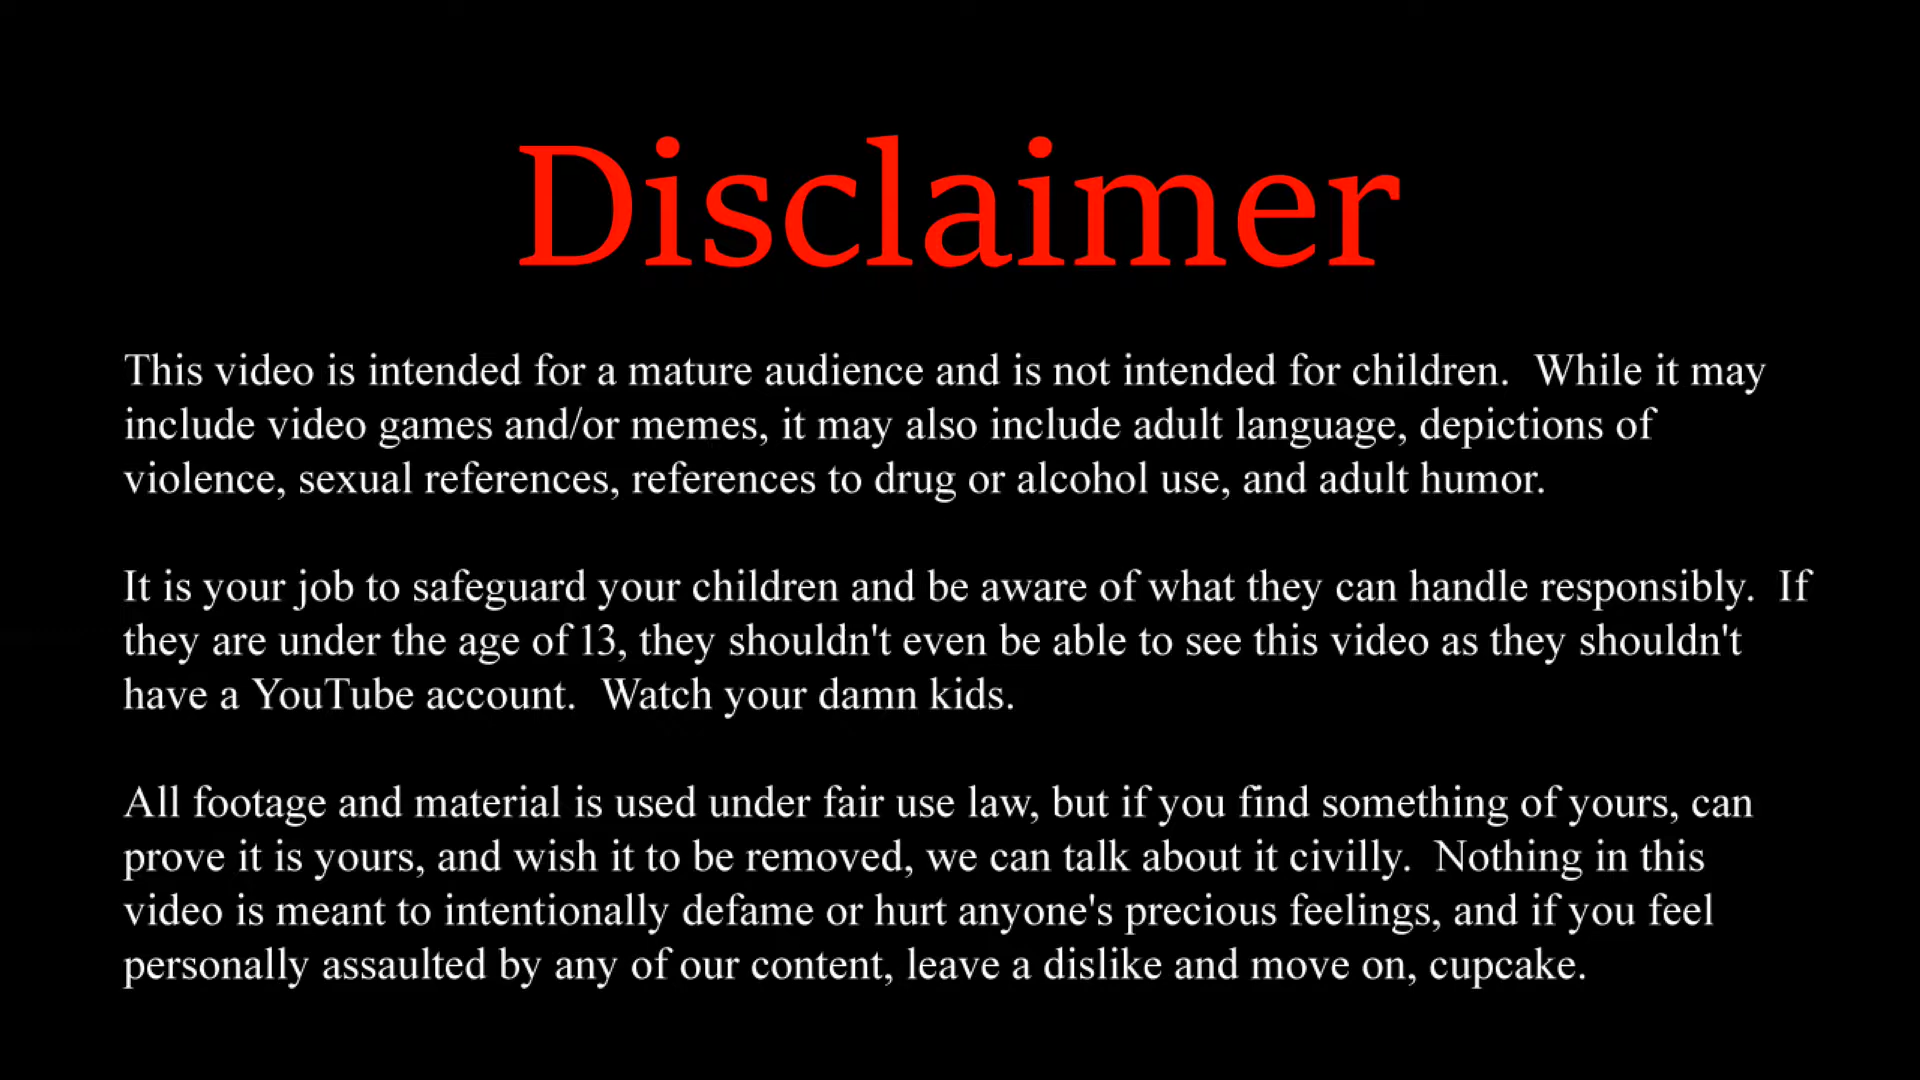 Disclaimer
This video is intended for a mature audience and is not intended for children.  While it may
include video games and/or memes, it may also include adult language, depictions of
violence, sexual references, references to drug or alcohol use, and adult humor.
It is your job to safeguard your children and be aware of what they can handle responsibly.  If
they are under the age of 13, they shouldn't even be able to see this video as they shouldn't
have a YouTube account.  Watch your damn kids.
All footage and material is used under fair use law, but if you find something of yours, can
prove it is yours, and wish it to be removed, we can talk about it civilly.  Nothing in this
video is meant to intentionally defame or hurt anyone's precious feelings, and if you feel
personally assaulted by any of our content, leave a dislike and move on, cupcake.